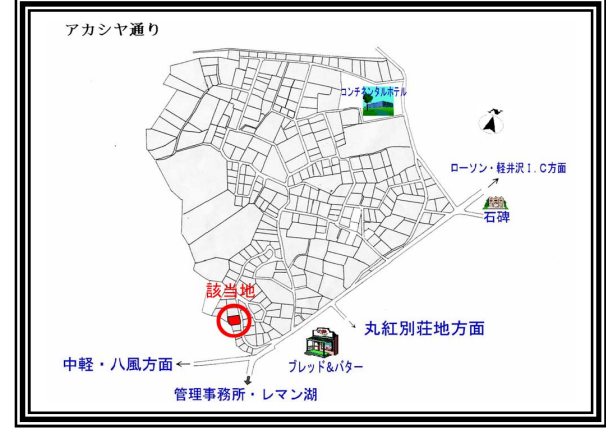 アカシヤ通り
コンチネンタルホテル
ローソン・軽井沢I.C方面
石碑
該当地
丸紅別荘地方面
中軽・八風方面
ブレッド&バター
管理事務所・レマン湖